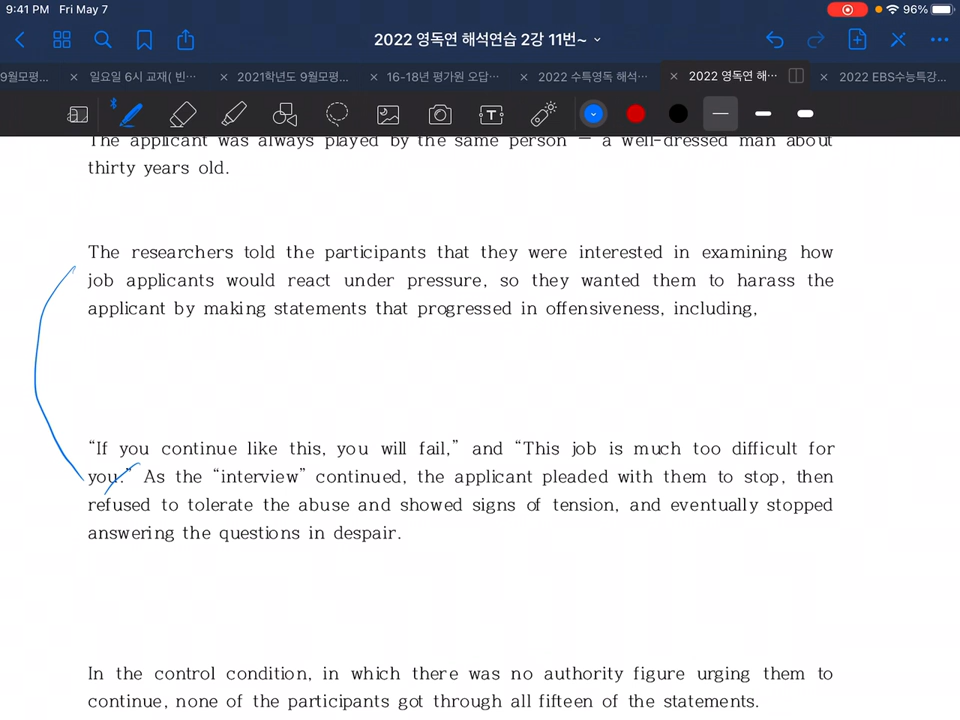 9:41 PM Fri May 7
96%
2022 영독연 해석연습 2강 11번~
9월모평...
일요일 6시 교재( 빈...
2021학년도 9월모평...
16-18년 평가원 오답...
2022 수특영독 해석...
2022 영독연 해...
2022 EBS수능특강...
The applicant was always played by the same person — a well-dressed man about
thirty years old.
The researchers told the participants that they were interested in examining how
job applicants would react under pressure, so they wanted them to harass the
applicant by making statements that progressed in offensiveness, including,
“If you continue like this, you will fail,” and “This job is much too difficult for
you.” As the “interview” continued, the applicant pleaded with them to stop, then
refused to tolerate the abuse and showed signs of tension, and eventually stopped
answering the questions in despair.
In the control condition, in which there was no authority figure urging them to
continue, none of the participants got through all fifteen of the statements.